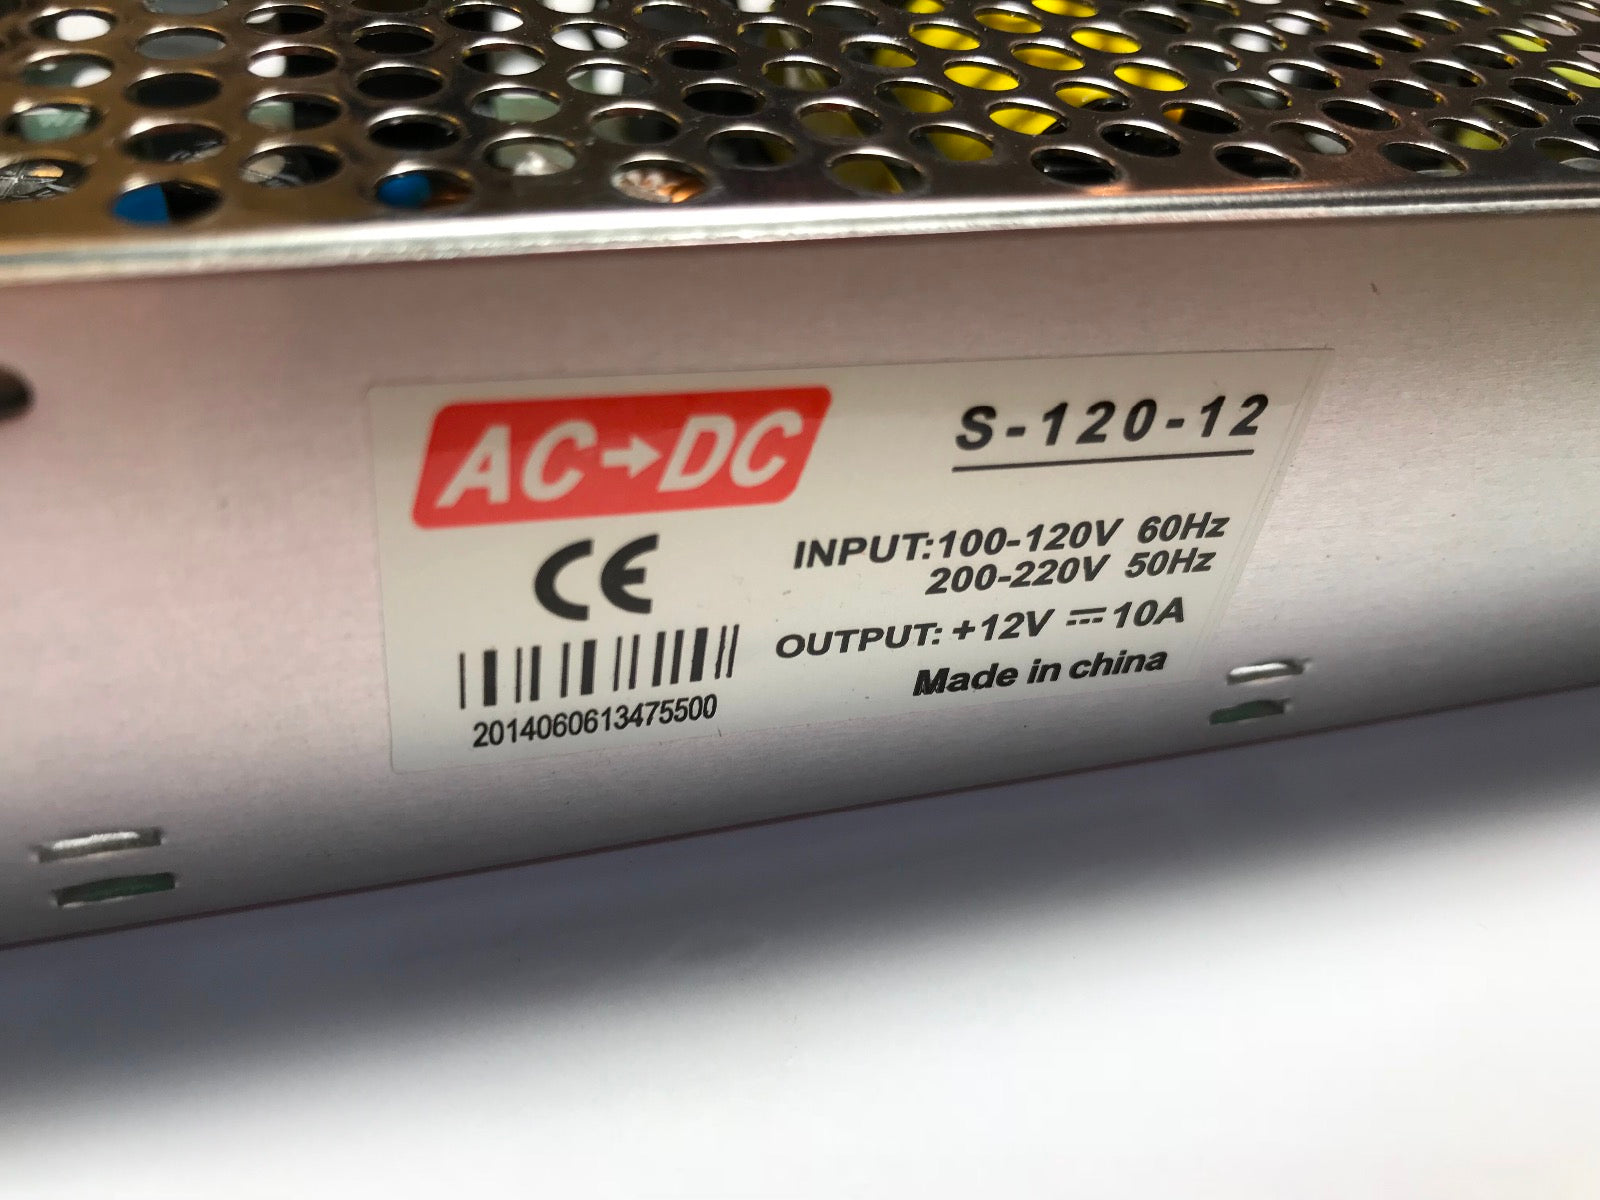 AC→DC
S-120-12
CE
INPUT:100-120V 60Hz
200-220V 50Hz
OUTPUT: +12V ⎓10A
Made in china
2014060613475500